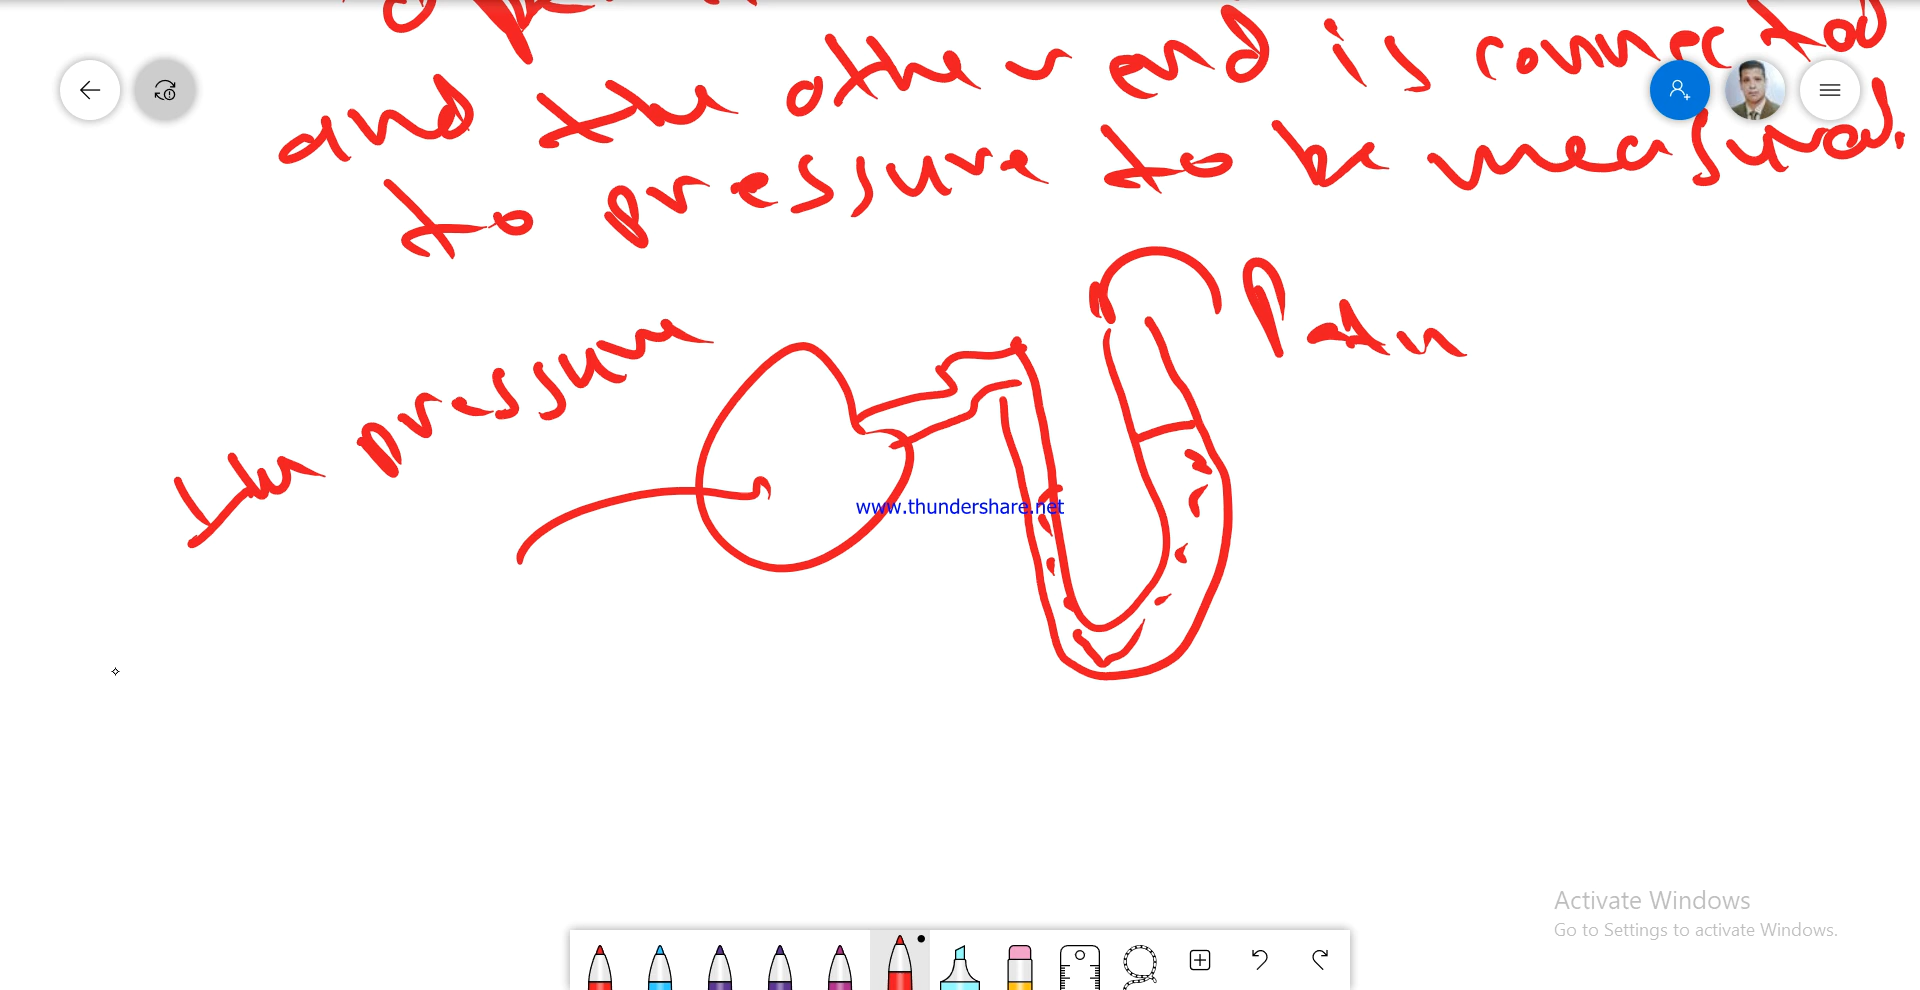 and the other end is connected
to pressure to be measured.
The pressure
Patm
www.thundershare.net
Activate Windows
Go to Settings to activate Windows.